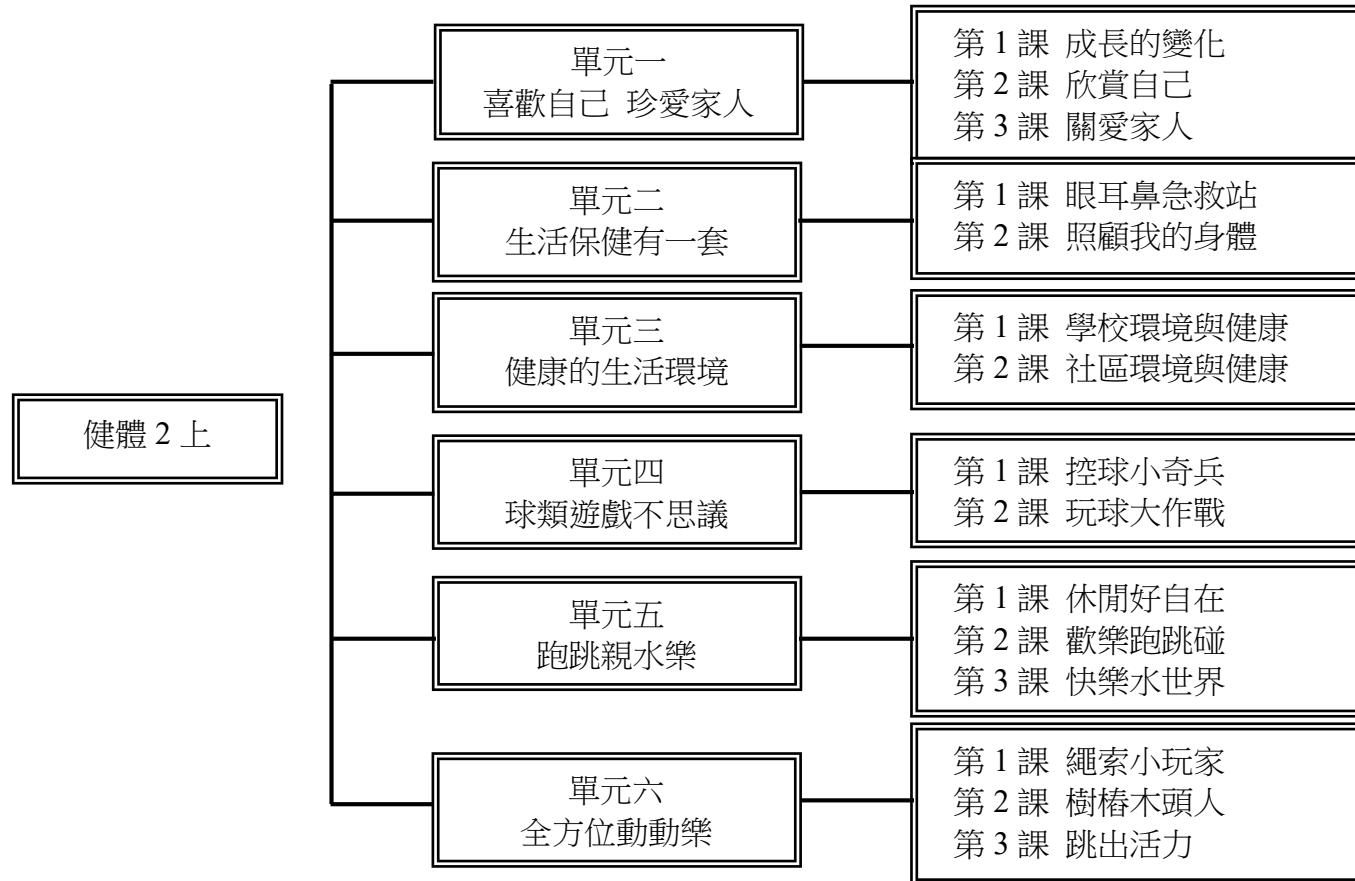 健體 2 上
單元一
喜歡自己 珍愛家人
第 1 課 成長的變化
第 2 課 欣賞自己
第 3 課 關愛家人
單元二
生活保健有一套
第 1 課 眼耳鼻急救站
第 2 課 照顧我的身體
單元三
健康的生活環境
第 1 課 學校環境與健康
第 2 課 社區環境與健康
單元四
球類遊戲不思議
第 1 課 控球小奇兵
第 2 課 玩球大作戰
單元五
跑跳親水樂
第 1 課 休閒好自在
第 2 課 歡樂跑跳碰
第 3 課 快樂水世界
單元六
全方位動動樂
第 1 課 繩索小玩家
第 2 課 樹樁木頭人
第 3 課 跳出活力